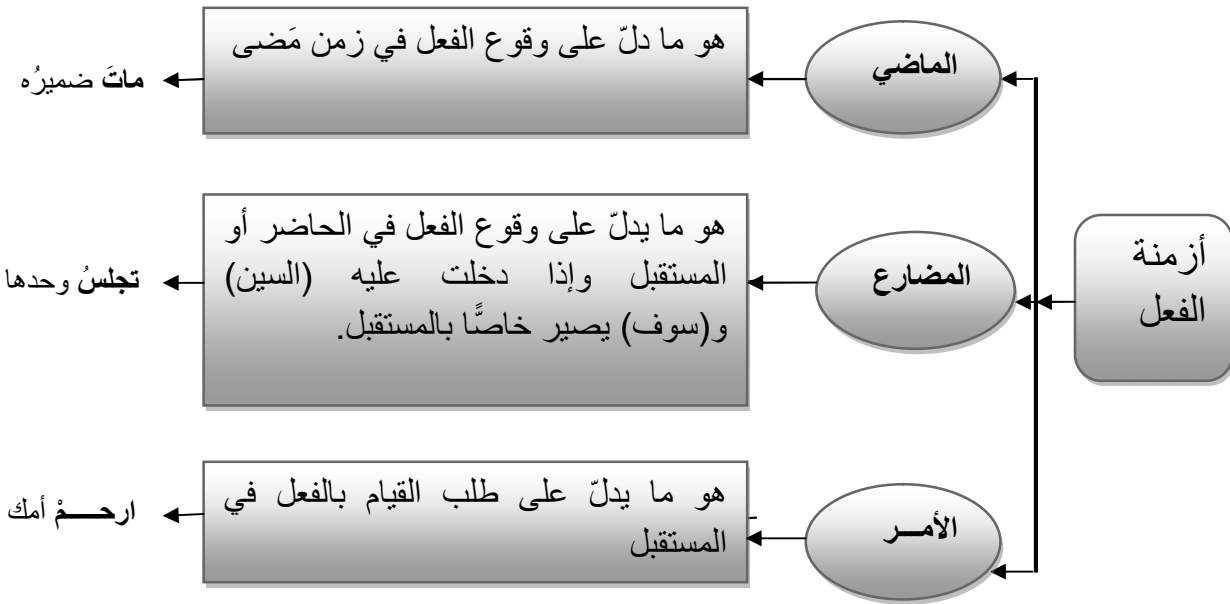 أزمنة
الفعل
الماضي
هو ما دلّ على وقوع الفعل في زمن مَضى
ماتَ ضميرُه
المضارع
هو ما يدلّ على وقوع الفعل في الحاضر أو
المستقبل وإذا دخلت عليه (السين)
و(سوف) يصير خاصًّا بالمستقبل.
تجلسُ وحدها
الأمــر
هو ما يدلّ على طلب القيام بالفعل في
المستقبل
ارحـــمْ أمك